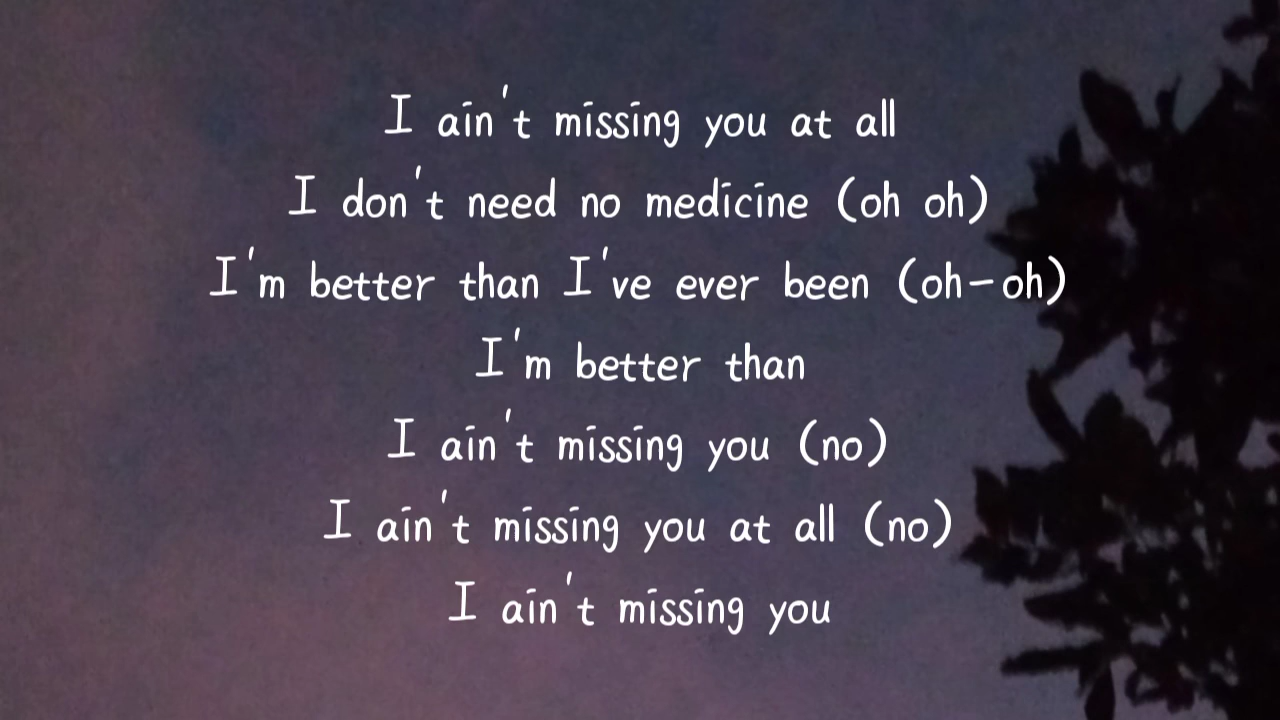 I ain't missing you at all
I don't need no medicine (oh oh)
I'm better than I've ever been (oh-oh)
I'm better than
I ain't missing you (no)
I ain't missing you at all (no)
I ain't missing you